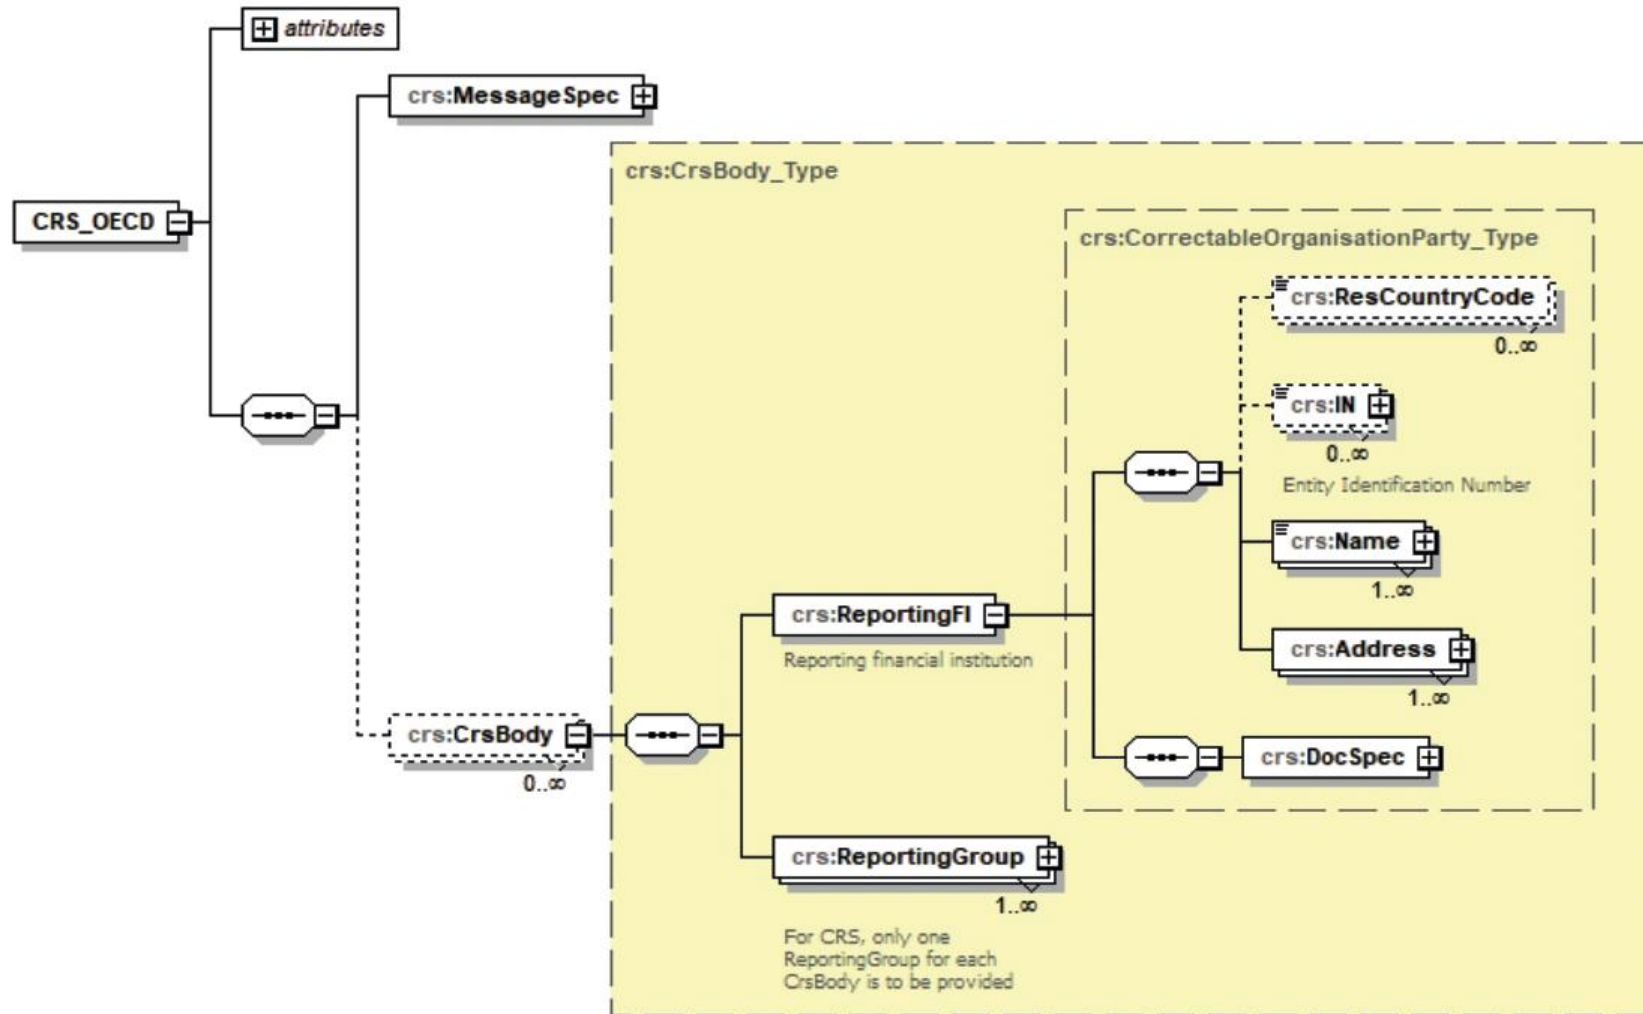 attributes
crs:MessageSpec
crs:CrsBody_Type
CRS_OECD
crs:CorrectableOrganisationParty_Type
crs:ResCountryCode
0..∞
crs:IN
0..∞
Entity Identification Number
crs:Name
1..∞
crs:ReportingFI
Reporting financial institution
crs:Address
1..∞
crs:CrsBody
0..∞
crs:DocSpec
crs:ReportingGroup
1..∞
For CRS, only one
ReportingGroup for each
CrsBody is to be provided